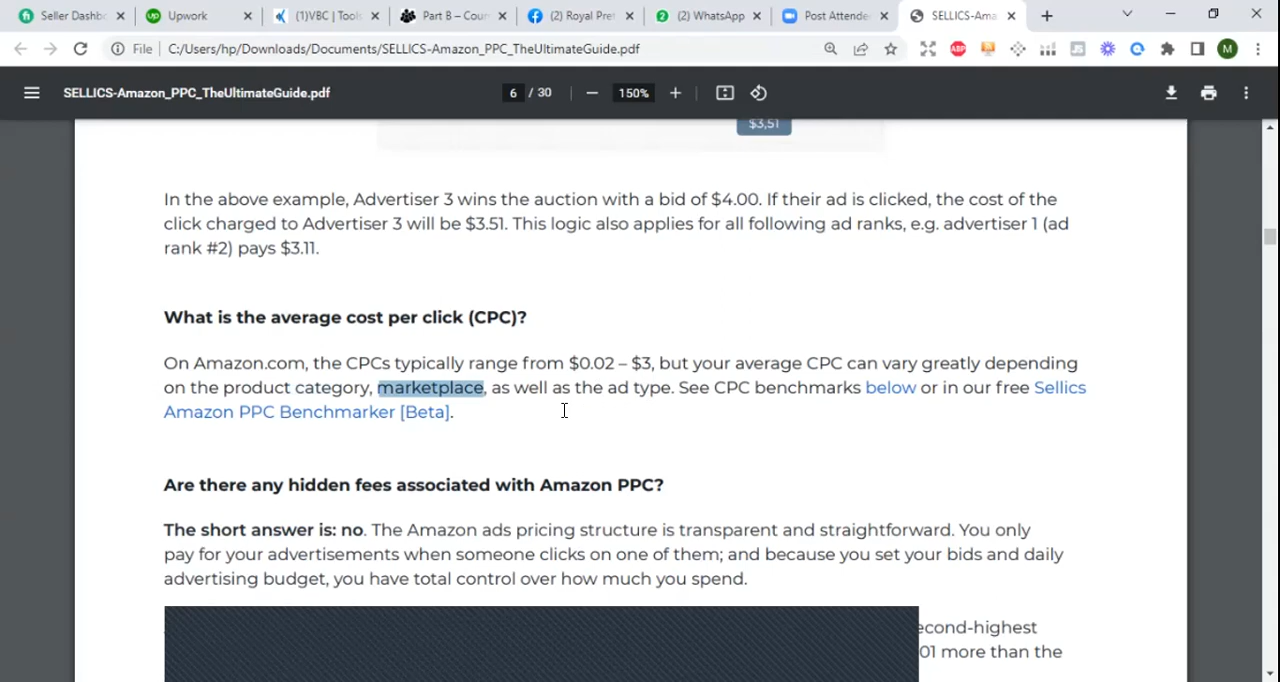 Seller Dashb
Upwork
(1)VBC | Tools
Part B – Cour
(2) Royal Pre
(2) WhatsApp
Post Attende
SELLICS-Ama
File
C:/Users/hp/Downloads/Documents/SELLICS-Amazon_PPC_TheUltimateGuide.pdf
ABP
JS
M
SELLICS-Amazon_PPC_TheUltimateGuide.pdf
6 / 30
150%
$3,51
In the above example, Advertiser 3 wins the auction with a bid of $4.00. If their ad is clicked, the cost of the
click charged to Advertiser 3 will be $3.51. This logic also applies for all following ad ranks, e.g. advertiser 1 (ad
rank #2) pays $3.11.
What is the average cost per click (CPC)?
On Amazon.com, the CPCs typically range from $0.02 – $3, but your average CPC can vary greatly depending
on the product category, marketplace, as well as the ad type. See CPC benchmarks below or in our free Sellics
Amazon PPC Benchmarker [Beta].
Are there any hidden fees associated with Amazon PPC?
The short answer is: no. The Amazon ads pricing structure is transparent and straightforward. You only
pay for your advertisements when someone clicks on one of them; and because you set your bids and daily
advertising budget, you have total control over how much you spend.
econd-highest
01 more than the